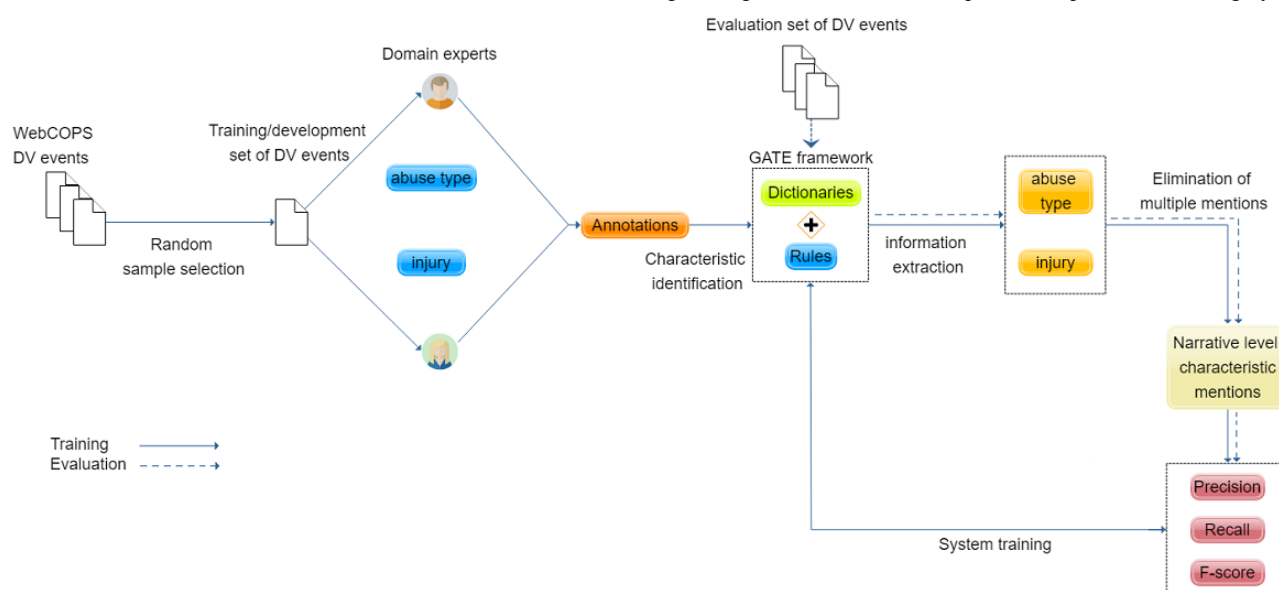 Evaluation set of DV events
Domain experts
WebCOPS
DV events
Training/development
set of DV events
abuse type
injury
Random
sample selection
Annotations
Characteristic
identification
GATE framework
Dictionaries
Rules
information
extraction
abuse
type
injury
Elimination of
multiple mentions
Narrative level
characteristic
mentions
Training
Evaluation
System training
Precision
Recall
F-score